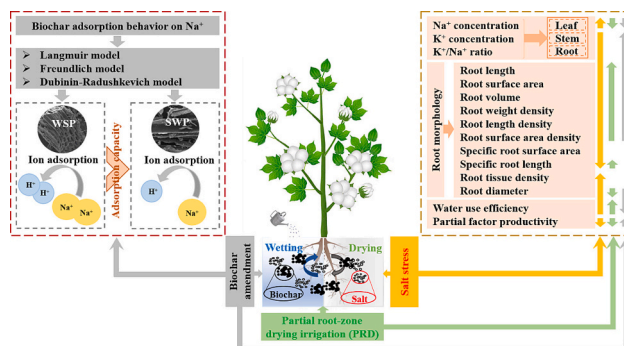 Biochar adsorption behavior on Na⁺
Langmuir model
Freundlich model
Dubinin-Radushkevich model
WSP
SWP
Ion adsorption
Ion adsorption
Adsorption capacity
H⁺
H⁺
Na⁺
Na⁺
H⁺
Na⁺
Biochar
amendment
Wetting
Drying
Biochar
Salt
Salt stress
Partial root-zone
drying irrigation (PRD)
Na⁺ concentration
K⁺ concentration
K⁺/Na⁺ ratio
Leaf
Stem
Root
Root morphology
Root length
Root surface area
Root volume
Root weight density
Root length density
Root surface area density
Specific root surface area
Specific root length
Root tissue density
Root diameter
Water use efficiency
Partial factor productivity